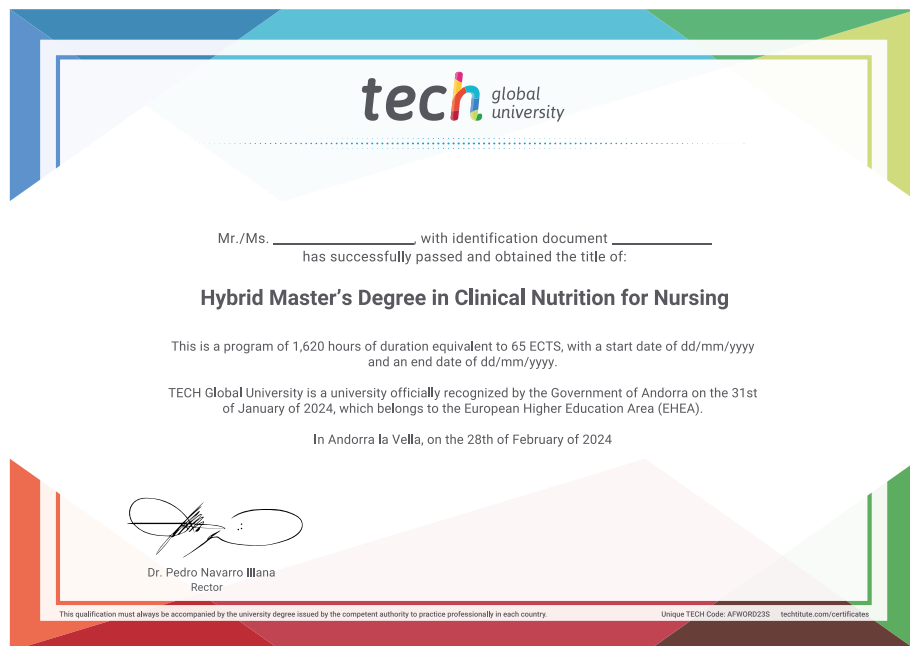 tech global
university
Mr./Ms. ____________, with identification document ____________
has successfully passed and obtained the title of:
Hybrid Master's Degree in Clinical Nutrition for Nursing
This is a program of 1,620 hours of duration equivalent to 65 ECTS, with a start date of dd/mm/yyyy
and an end date of dd/mm/yyyy.
TECH Global University is a university officially recognized by the Government of Andorra on the 31st
of January of 2024, which belongs to the European Higher Education Area (EHEA).
In Andorra la Vella, on the 28th of February of 2024
Dr. Pedro Navarro Illana
Rector
This qualification must always be accompanied by the university degree issued by the competent authority to practice professionally in each country.
Unique TECH Code: AFWORD23S techtitute.com/certificates